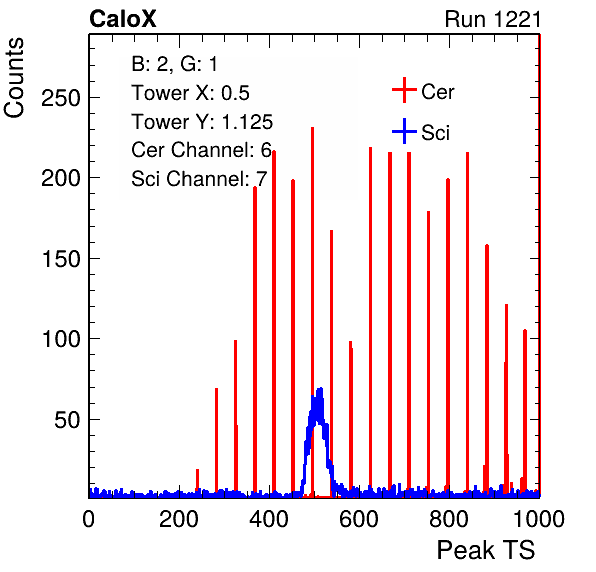 CaloX Run 1221
Counts
B: 2, G: 1
Tower X: 0.5
Tower Y: 1.125
Cer Channel: 6
Sci Channel: 7
Cer
Sci
250
200
150
100
50
0 200 400 600 800 1000
Peak TS